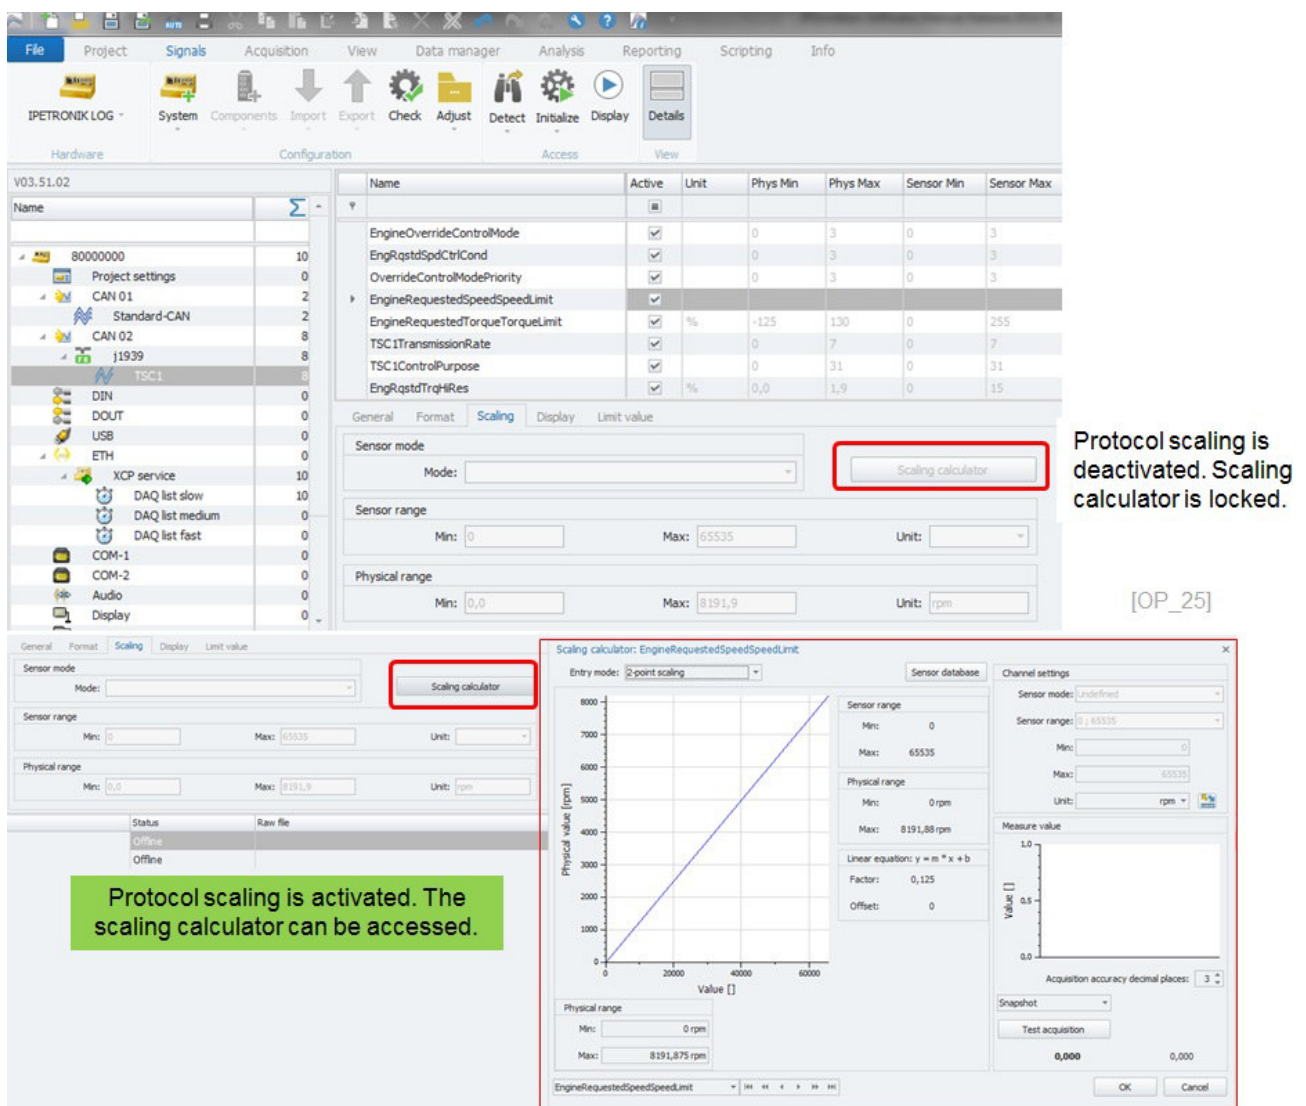 AUTO
File Project Signals Acquisition View Data manager Analysis Reporting Scripting Info
IPETRONIK LOG System Components Import Export Check Adjust Detect Initialize Display Details
Hardware Configuration Access View
V03.51.02
Name Σ
80000000 10
Project settings 0
CAN 01 2
Standard-CAN 2
CAN 02 8
j1939 8
TSC1 8
DIN 0
DOUT 0
USB 0
ETH 0
XCP service 10
DAQ list slow 10
DAQ list medium 0
DAQ list fast 0
COM-1 0
COM-2 0
Audio 0
Display 0
Name Active Unit Phys Min Phys Max Sensor Min Sensor Max
EngineOverrideControlMode 0 3 0 3
EngRqstdSpdCtrlCond 0 3 0 3
OverrideControlModePriority 0 3 0 3
EngineRequestedSpeedSpeedLimit
EngineRequestedTorqueTorqueLimit % -125 130 0 255
TSC1TransmissionRate 0 7 0 7
TSC1ControlPurpose 0 31 0 31
EngRqstdTrqHiRes % 0,0 1,9 0 15
General Format Scaling Display Limit value
Sensor mode
Mode: Scaling calculator
Sensor range
Min: 0 Max: 65535 Unit:
Physical range
Min: 0,0 Max: 8191,9 Unit: rpm
Protocol scaling is
deactivated. Scaling
calculator is locked.
[OP_25]
General Format Scaling Display Limit value
Sensor mode
Mode: Scaling calculator
Sensor range
Min: 0 Max: 65535 Unit:
Physical range
Min: 0,0 Max: 8191,9 Unit: rpm
Status Raw file
Offline
Offline
Protocol scaling is activated. The
scaling calculator can be accessed.
Scaling calculator: EngineRequestedSpeedSpeedLimit
Entry mode: 2-point scaling Sensor database
8000
7000
6000
5000
4000
3000
2000
1000
0
Physical value [rpm]
0 20000 40000 60000
Value []
Sensor range
Min: 0
Max: 65535
Physical range
Min: 0 rpm
Max: 8191,88 rpm
Linear equation: y = m * x + b
Factor: 0,125
Offset: 0
Channel settings
Sensor mode: Undefined
Sensor range: 0 ; 65535
Min: 0
Max: 65535
Unit: rpm
Measure value
1.0
0.5
0.0
Value []
Acquisition accuracy decimal places: 3
Snapshot
Test acquisition
0,000 0,000
Physical range
Min: 0 rpm
Max: 8191,875 rpm
EngineRequestedSpeedSpeedLimit
OK Cancel